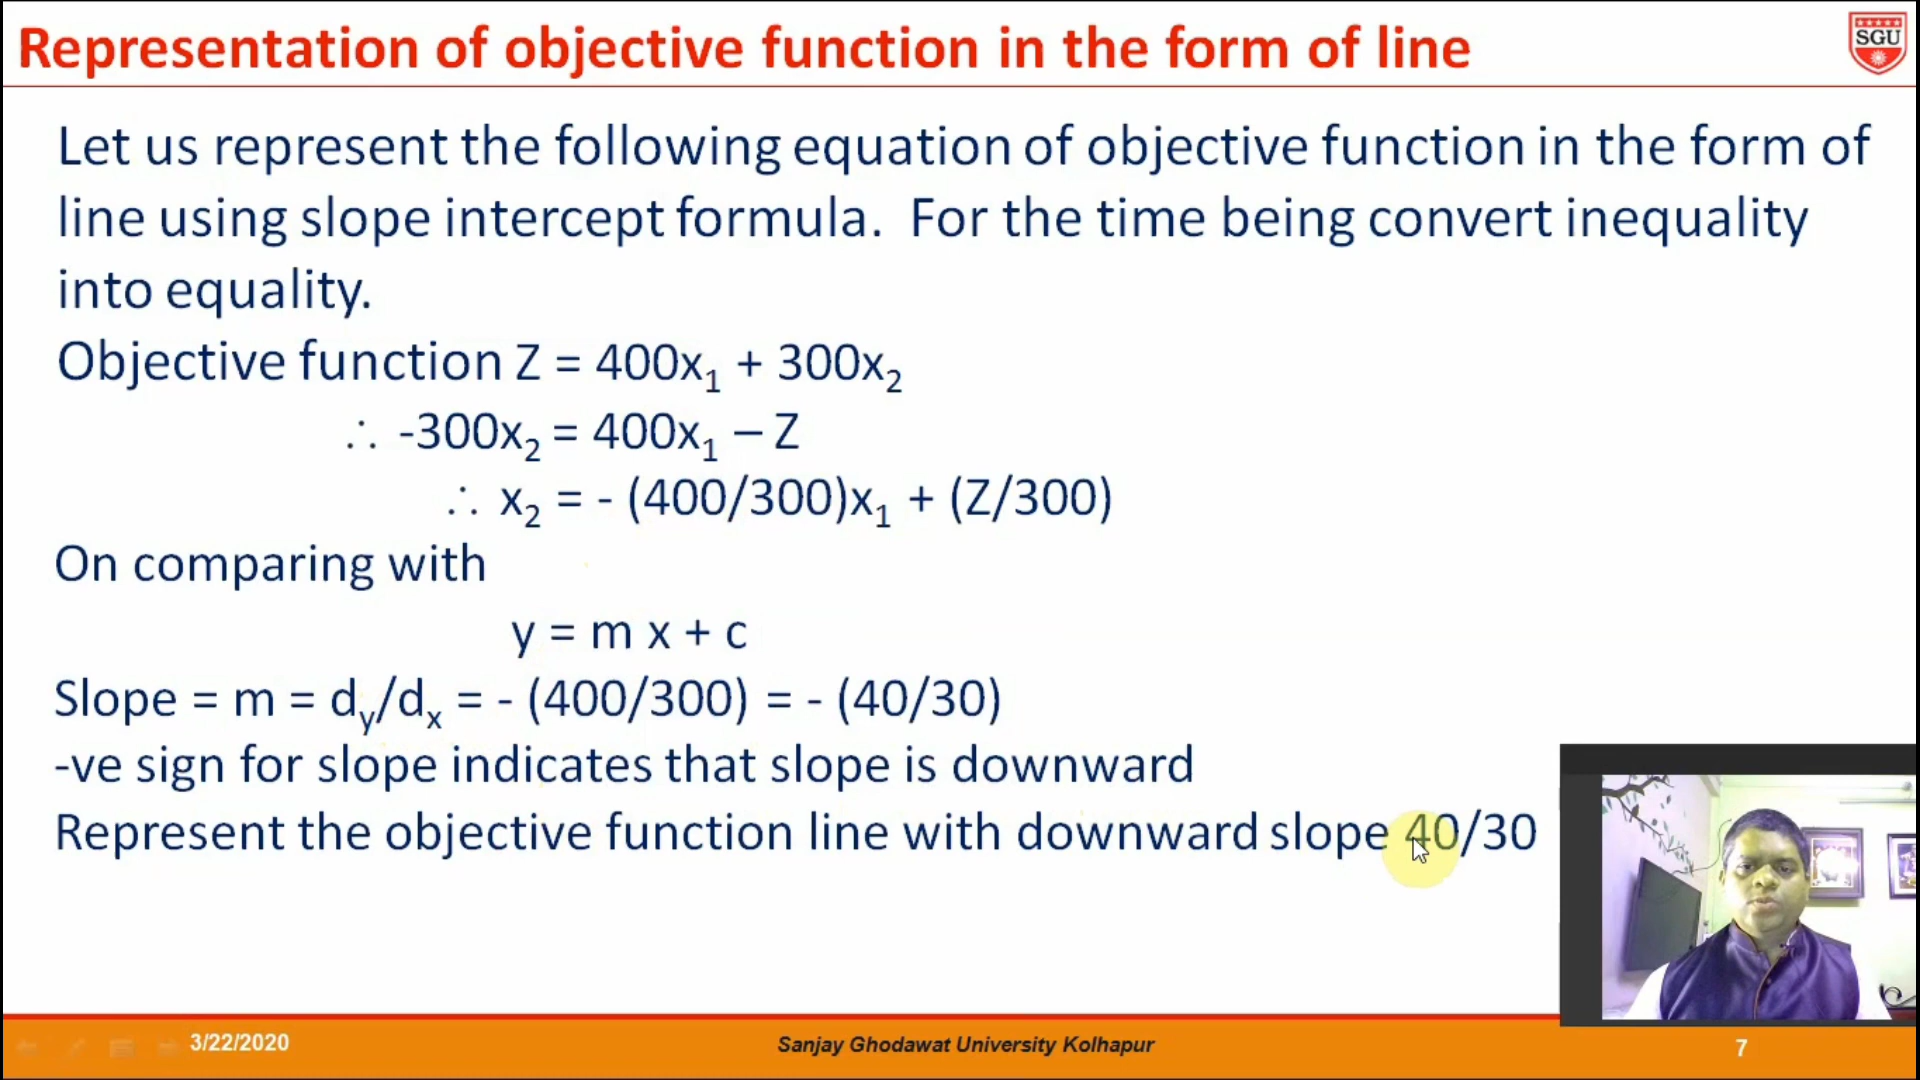 Representation of objective function in the form of line
SGU
Let us represent the following equation of objective function in the form of
line using slope intercept formula. For the time being convert inequality
into equality.
Objective function Z = 400x₁ + 300x₂
∴ -300x₂ = 400x₁ – Z
∴ x₂ = - (400/300)x₁ + (Z/300)
On comparing with
y = m x + c
Slope = m = dy/dx = - (400/300) = - (40/30)
-ve sign for slope indicates that slope is downward
Represent the objective function line with downward slope 40/30
3/22/2020
Sanjay Ghodawat University Kolhapur
7